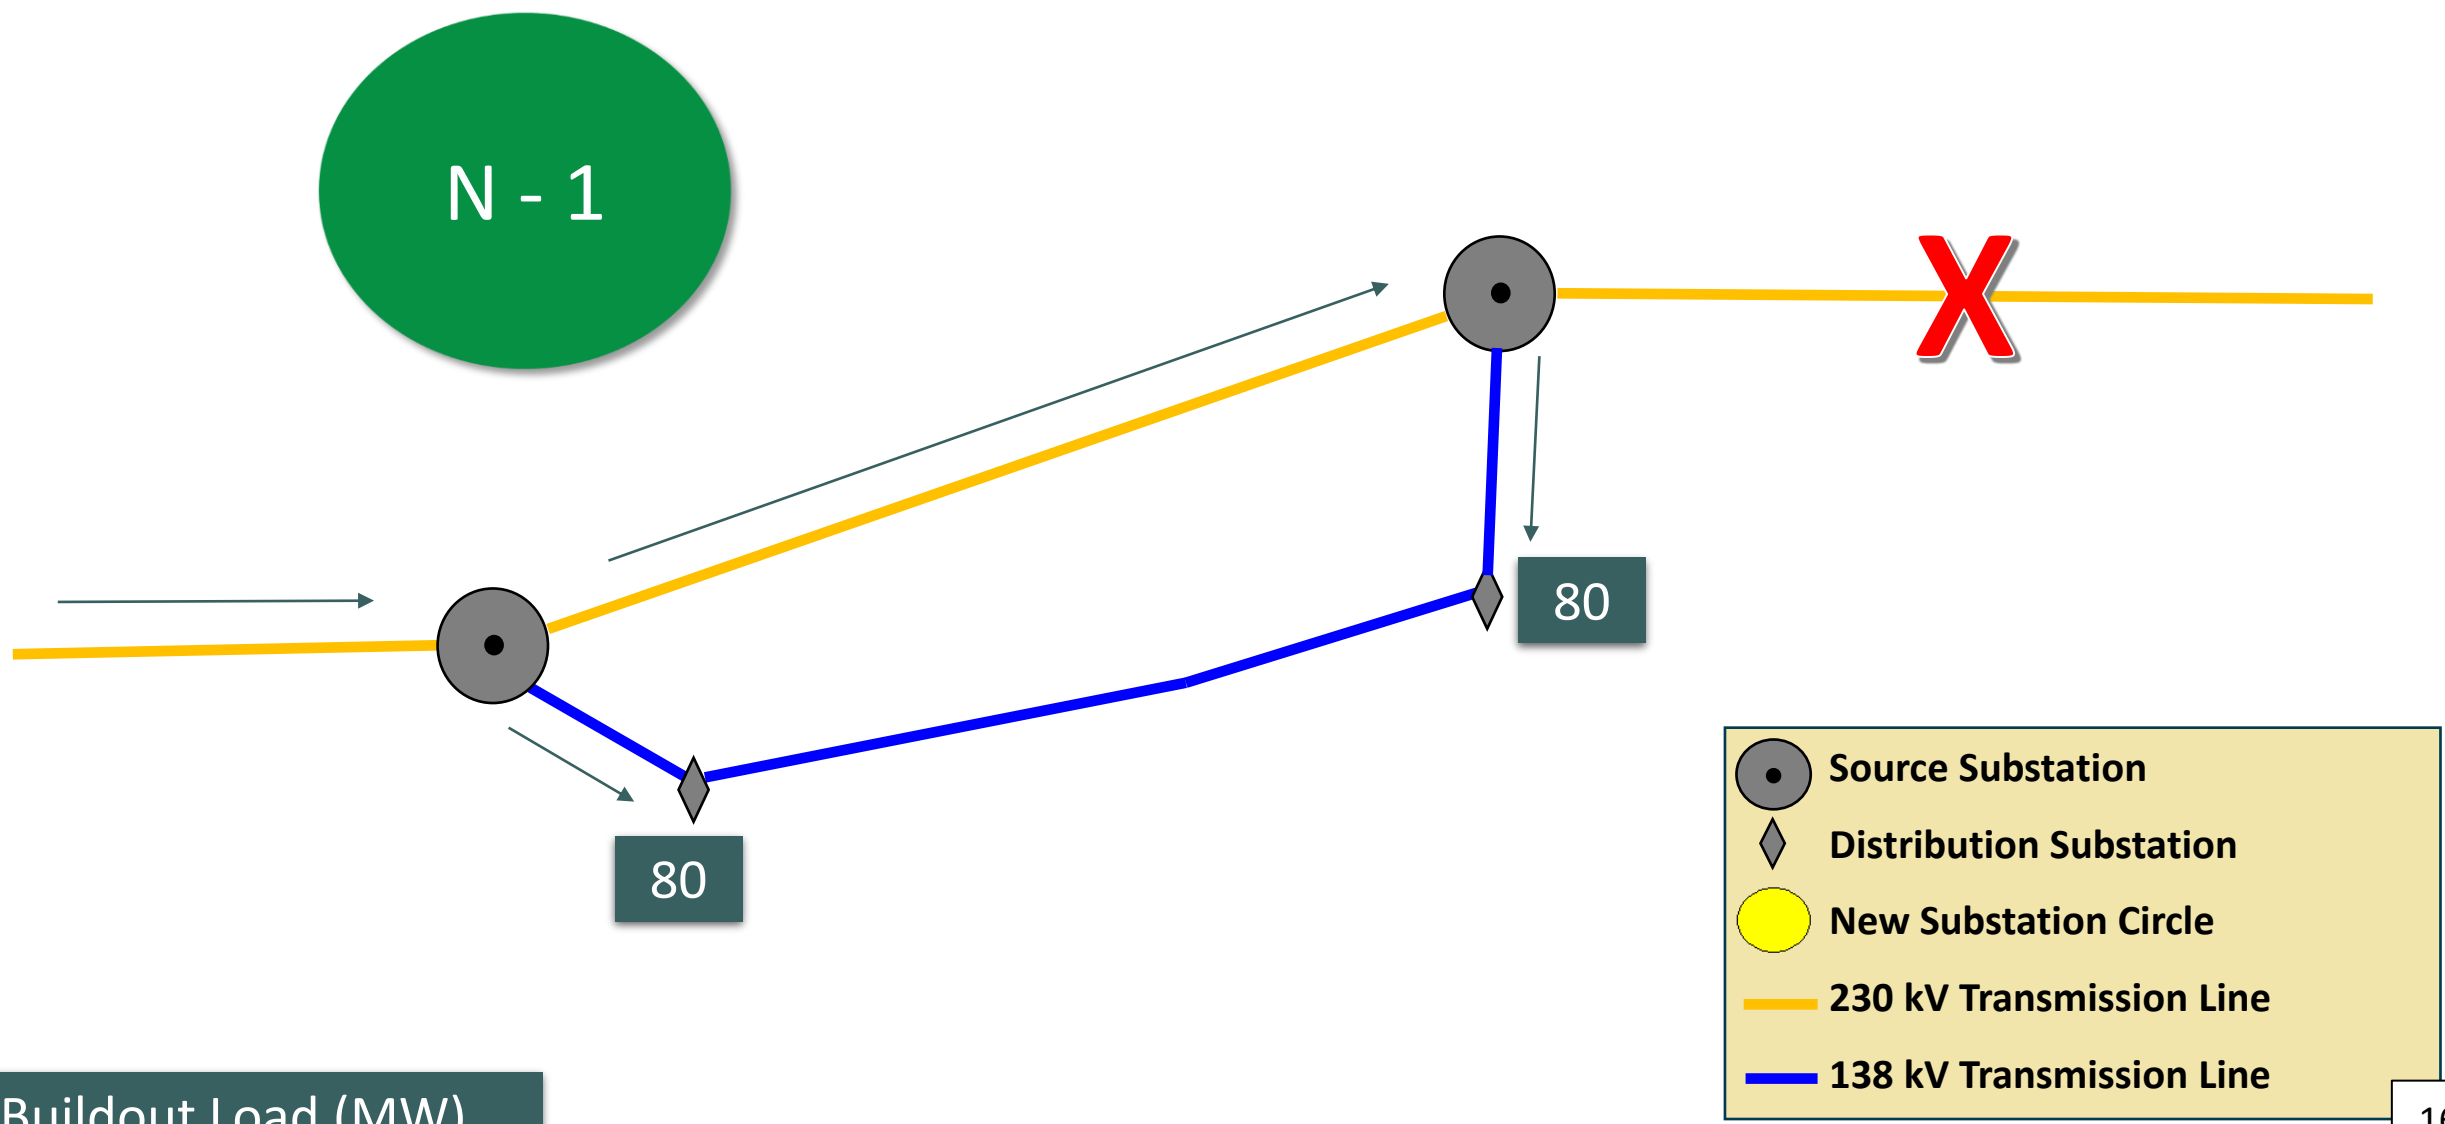 N - 1
X
80
80
Source Substation
Distribution Substation
New Substation Circle
230 kV Transmission Line
138 kV Transmission Line
Buildout Load (MW)